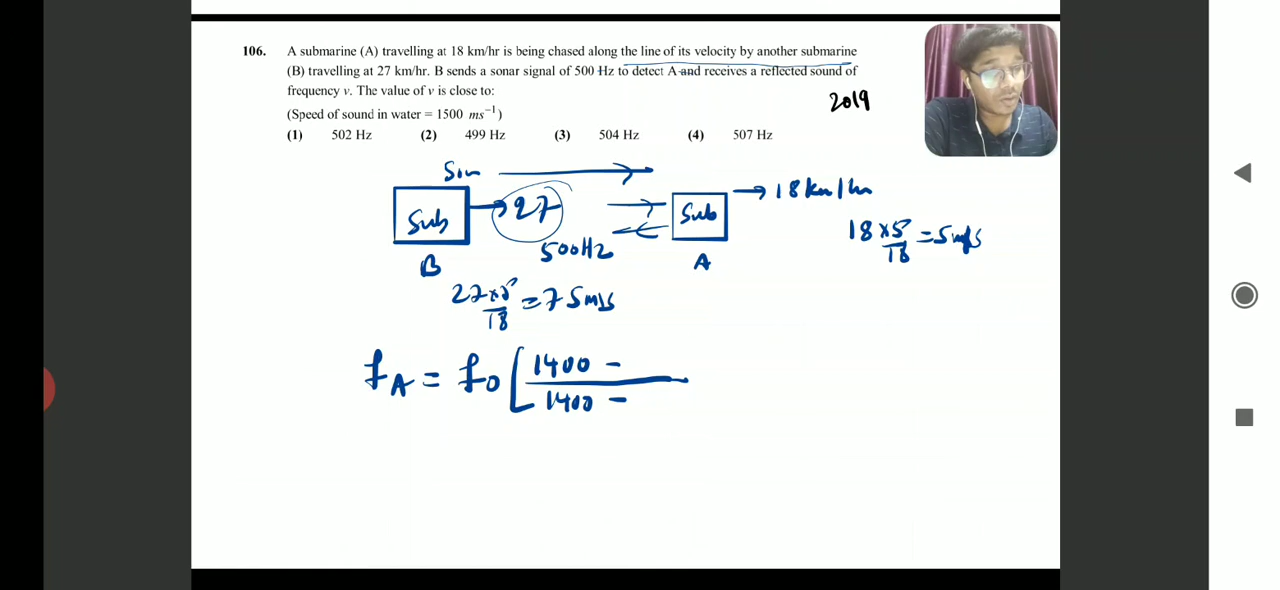 106. A submarine (A) travelling at 18 km/hr is being chased along the line of its velocity by another submarine
(B) travelling at 27 km/hr. B sends a sonar signal of 500 Hz to detect A and receives a reflected sound of
frequency v. The value of v is close to:
(Speed of sound in water = 1500 ms⁻¹)
2019
(1) 502 Hz (2) 499 Hz (3) 504 Hz (4) 507 Hz
Sub → 27
500Hz
B
Sub → 18 km/hr
A
18 × 5 / 18 = 5 m/s
27 × 5 / 18 = 7 5 m/s
f_A = f_0 [ 1400 - / 1400 -